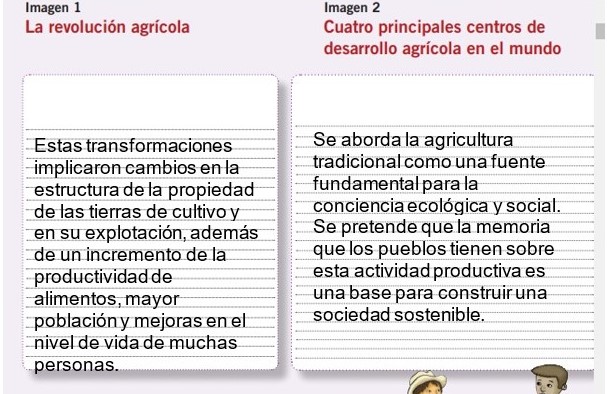 Imagen 1
La revolución agrícola
Estas transformaciones
implicaron cambios en la
estructura de la propiedad
de las tierras de cultivo y
en su explotación, además
de un incremento de la
productividad de
alimentos, mayor
población y mejoras en el
nivel de vida de muchas
personas.
Imagen 2
Cuatro principales centros de
desarrollo agrícola en el mundo
Se aborda la agricultura
tradicional como una fuente
fundamental para la
conciencia ecológica y social.
Se pretende que la memoria
que los pueblos tienen sobre
esta actividad productiva es
una base para construir una
sociedad sostenible.